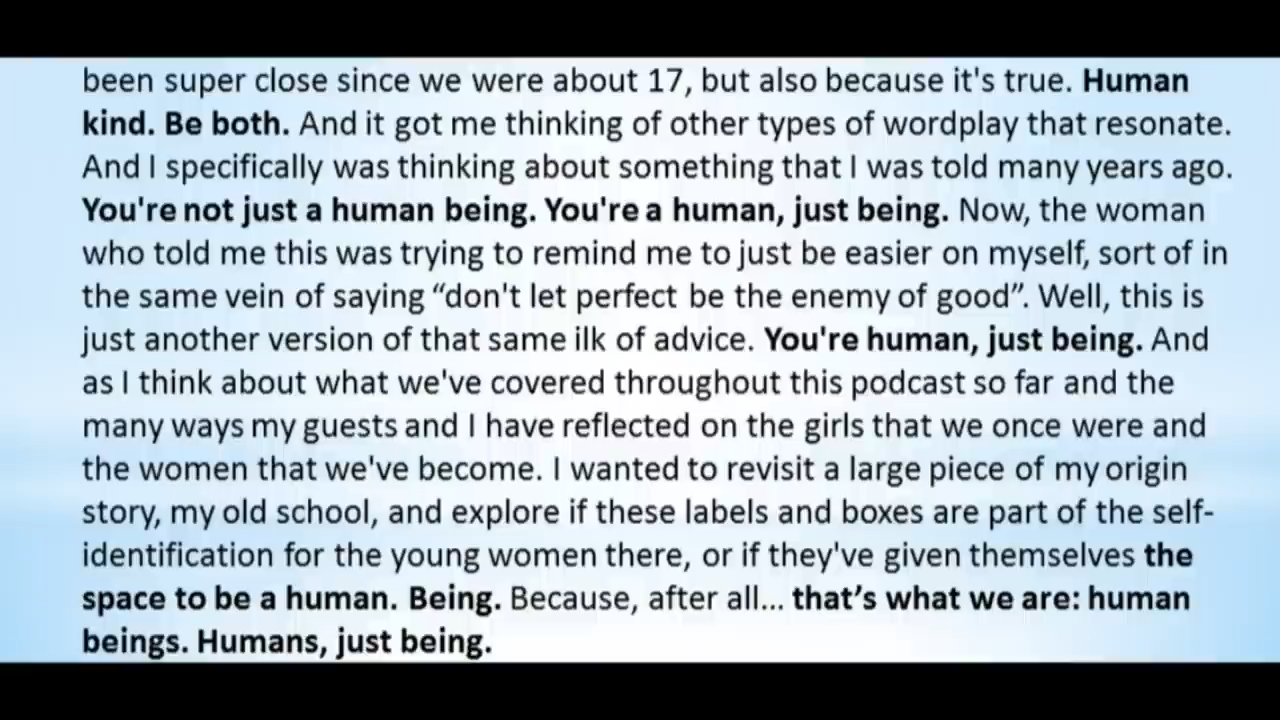 been super close since we were about 17, but also because it's true. Human
kind. Be both. And it got me thinking of other types of wordplay that resonate.
And I specifically was thinking about something that I was told many years ago.
You're not just a human being. You're a human, just being. Now, the woman
who told me this was trying to remind me to just be easier on myself, sort of in
the same vein of saying “don't let perfect be the enemy of good”. Well, this is
just another version of that same ilk of advice. You're human, just being. And
as I think about what we've covered throughout this podcast so far and the
many ways my guests and I have reflected on the girls that we once were and
the women that we've become. I wanted to revisit a large piece of my origin
story, my old school, and explore if these labels and boxes are part of the self-
identification for the young women there, or if they've given themselves the
space to be a human. Being. Because, after all... that’s what we are: human
beings. Humans, just being.